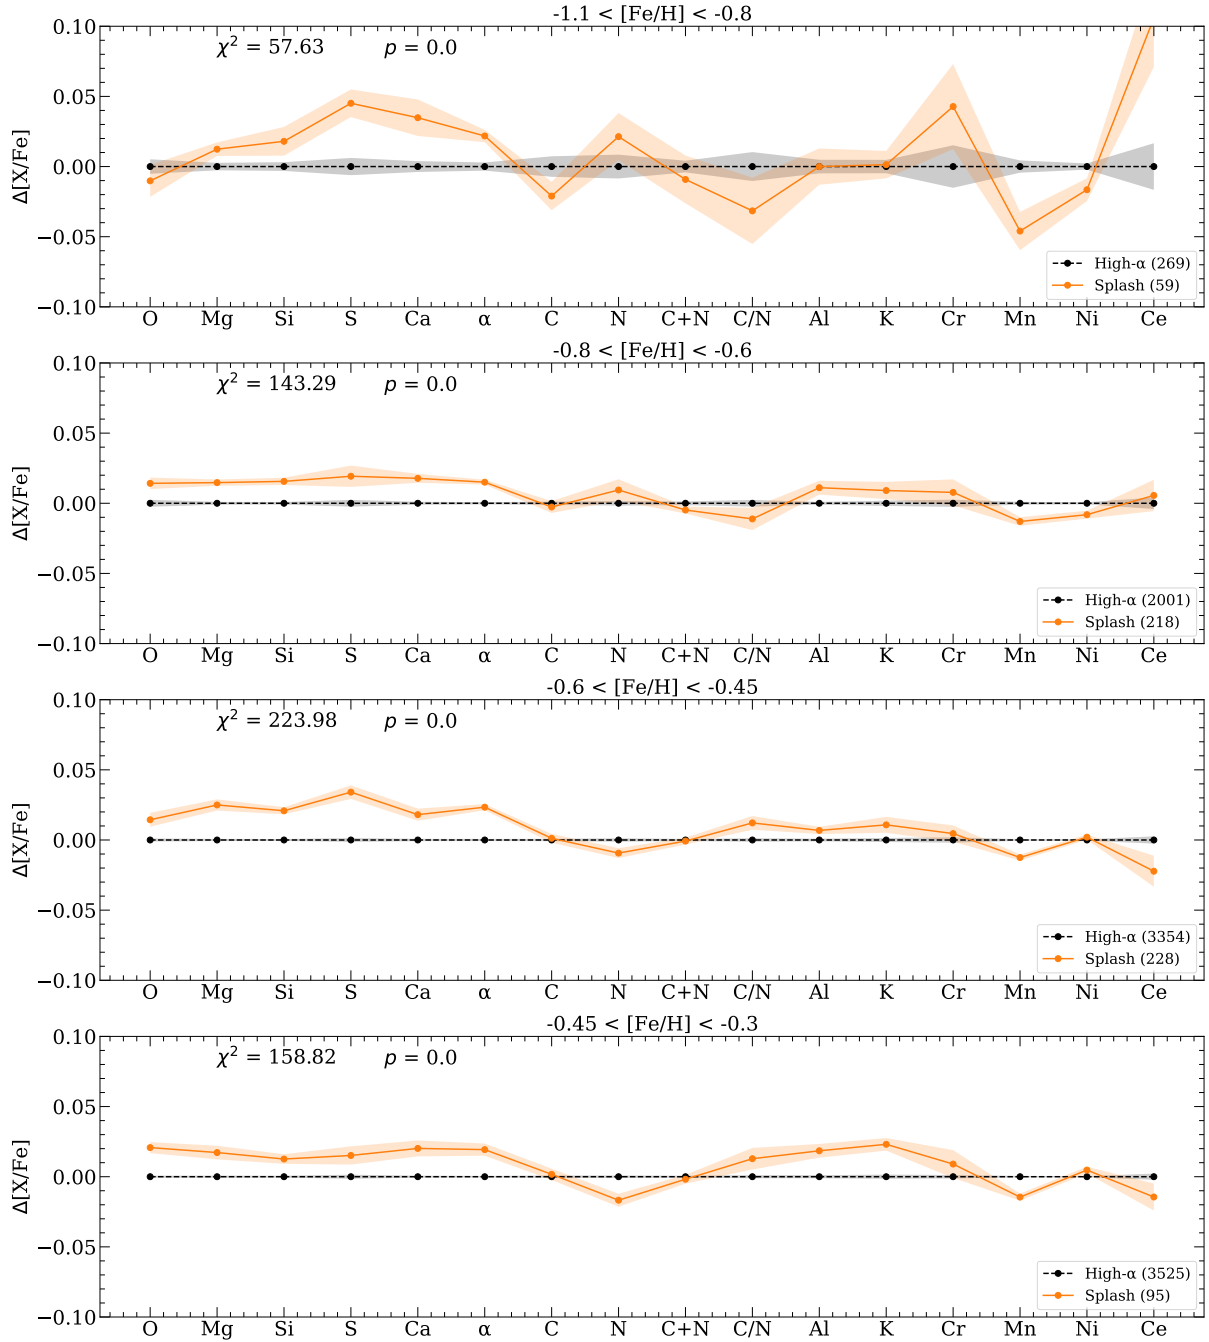 -1.1 < [Fe/H] < -0.8
χ² = 57.63 p = 0.0
0.10
0.05
0.00
−0.05
−0.10
Δ[X/Fe]
High-α (269)
Splash (59)
O Mg Si S Ca α C N C+N C/N Al K Cr Mn Ni Ce
-0.8 < [Fe/H] < -0.6
χ² = 143.29 p = 0.0
0.10
0.05
0.00
−0.05
−0.10
Δ[X/Fe]
High-α (2001)
Splash (218)
O Mg Si S Ca α C N C+N C/N Al K Cr Mn Ni Ce
-0.6 < [Fe/H] < -0.45
χ² = 223.98 p = 0.0
0.10
0.05
0.00
−0.05
−0.10
Δ[X/Fe]
High-α (3354)
Splash (228)
O Mg Si S Ca α C N C+N C/N Al K Cr Mn Ni Ce
-0.45 < [Fe/H] < -0.3
χ² = 158.82 p = 0.0
0.10
0.05
0.00
−0.05
−0.10
Δ[X/Fe]
High-α (3525)
Splash (95)
O Mg Si S Ca α C N C+N C/N Al K Cr Mn Ni Ce